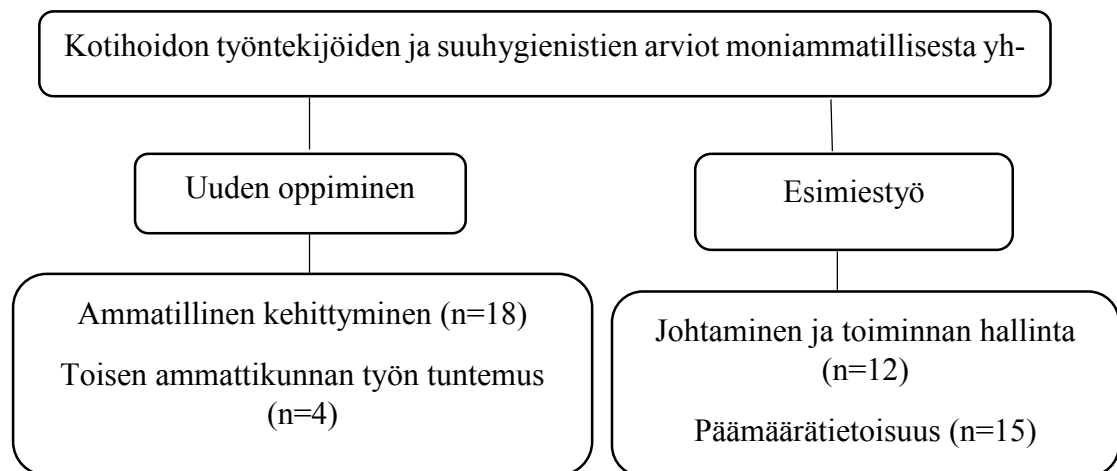 Kotihoidon työntekijöiden ja suuhygienistien arviot moniammatillisesta yh-
Uuden oppiminen
Esimiestyö
Ammatillinen kehittyminen (n=18)
Toisen ammattikunnan työn tuntemus
(n=4)
Johtaminen ja toiminnan hallinta
(n=12)
Päämäärätietoisuus (n=15)